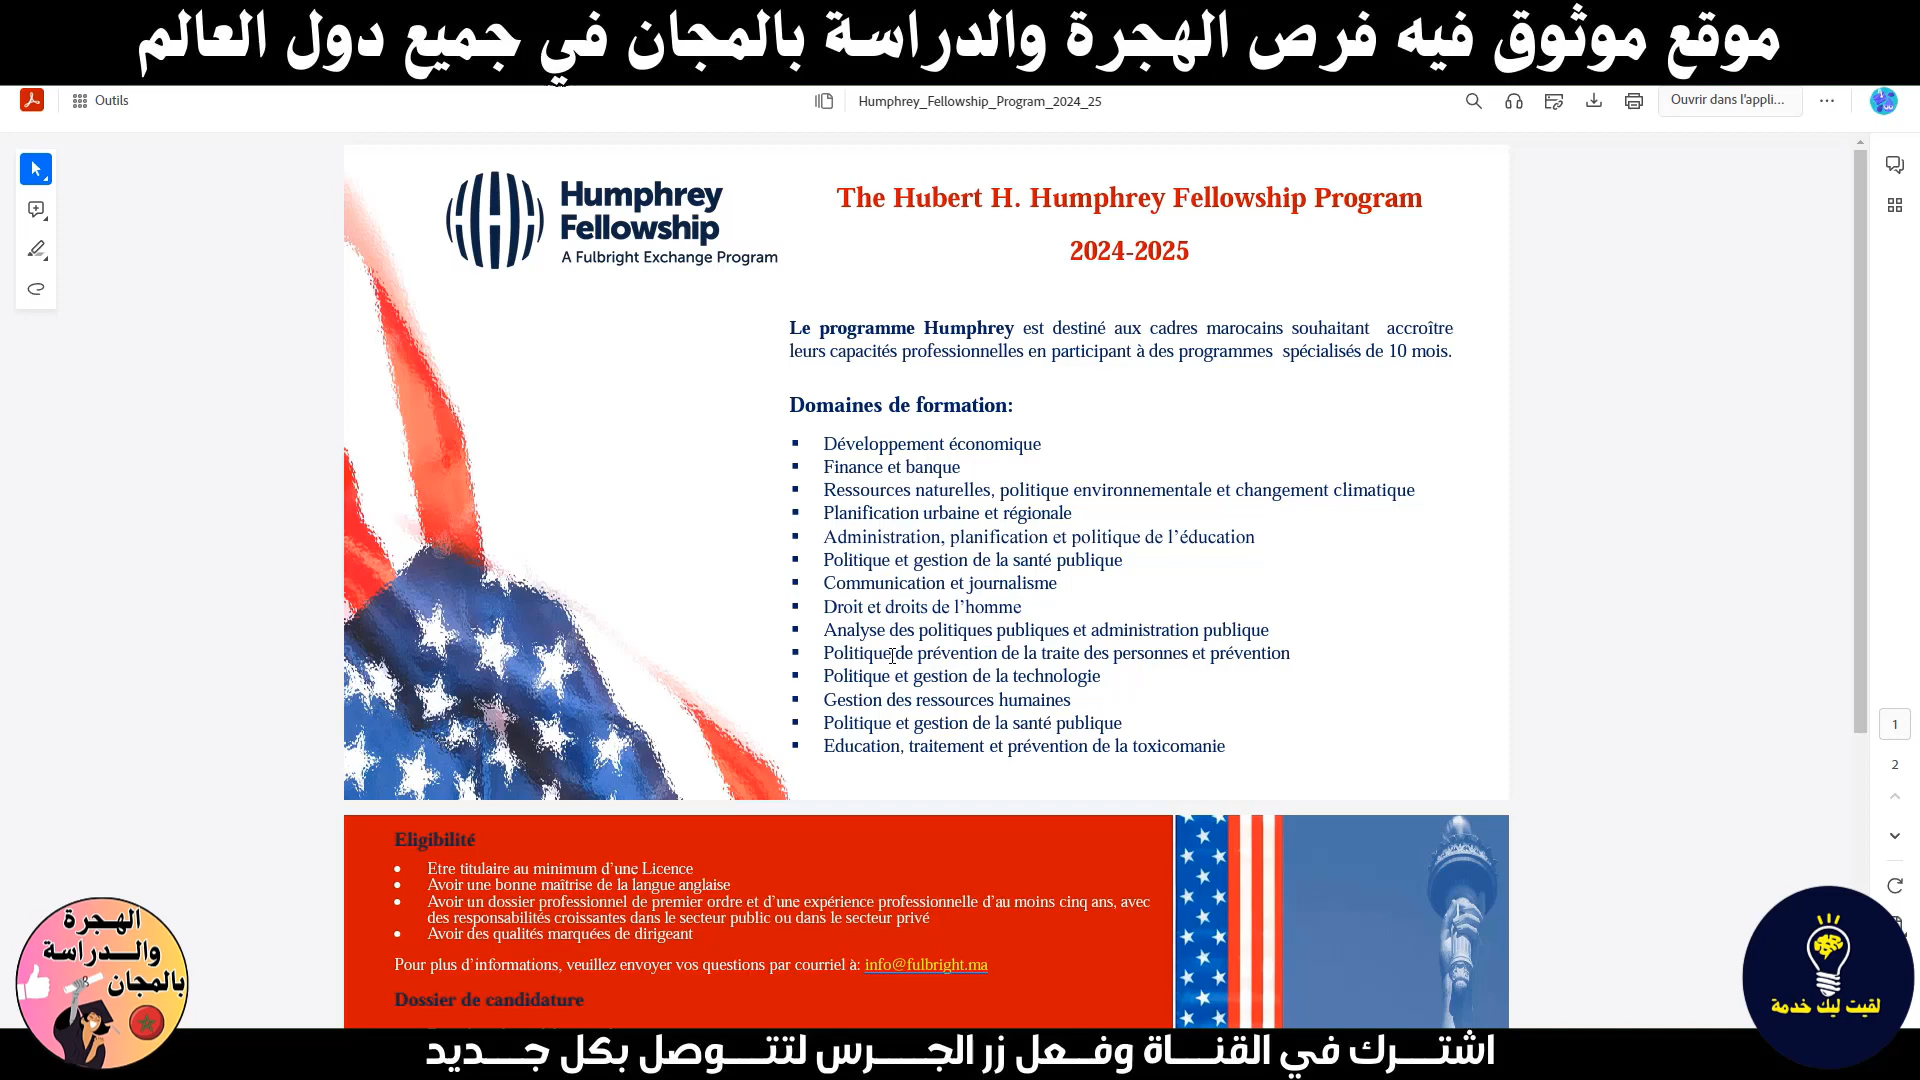 موقع موثوق فيه فرص الهجرة والدراسة بالمجان في جميع دول العالم
Outils
Humphrey_Fellowship_Program_2024_25
Ouvrir dans l'appli...
Humphrey
Fellowship
A Fulbright Exchange Program
The Hubert H. Humphrey Fellowship Program
2024-2025
Le programme Humphrey est destiné aux cadres marocains souhaitant accroître
leurs capacités professionnelles en participant à des programmes spécialisés de 10 mois.
Domaines de formation:
Développement économique
Finance et banque
Ressources naturelles, politique environnementale et changement climatique
Planification urbaine et régionale
Administration, planification et politique de l'éducation
Politique et gestion de la santé publique
Communication et journalisme
Droit et droits de l'homme
Analyse des politiques publiques et administration publique
Politique de prévention de la traite des personnes et prévention
Politique et gestion de la technologie
Gestion des ressources humaines
Politique et gestion de la santé publique
Education, traitement et prévention de la toxicomanie
1
2
Eligibilité
Etre titulaire au minimum d'une Licence
Avoir une bonne maîtrise de la langue anglaise
Avoir un dossier professionnel de premier ordre et d'une expérience professionnelle d'au moins cinq ans, avec
des responsabilités croissantes dans le secteur public ou dans le secteur privé
Avoir des qualités marquées de dirigeant
Pour plus d'informations, veuillez envoyer vos questions par courriel à: info@fulbright.ma
Dossier de candidature
الهجرة
والدراسة
بالمجان
لقيت ليك خدمة
اشترك في القناة وفعل زر الجرس لتتوصل بكل جديد